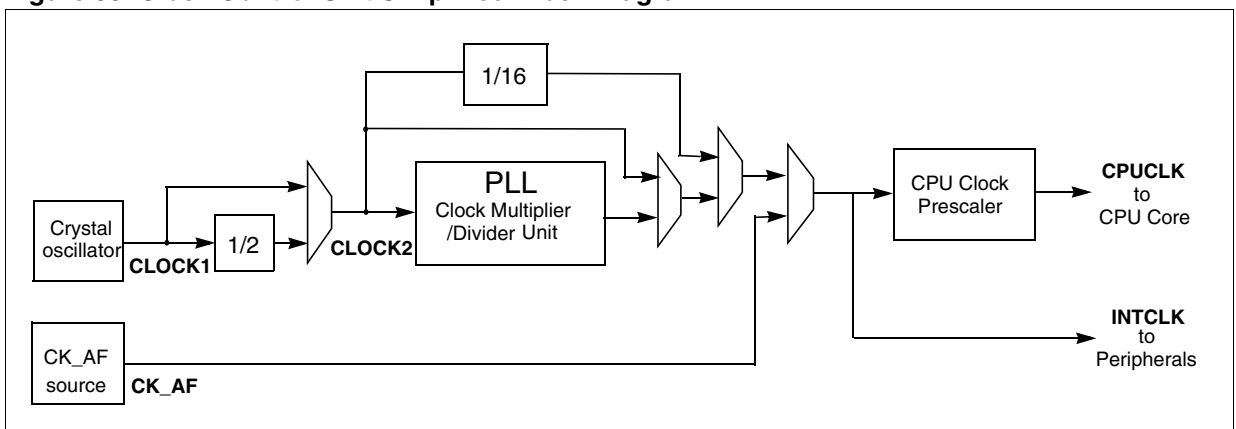 1/16
PLL
Clock Multiplier
/Divider Unit
CPU Clock
Prescaler
CPUCLK
to
CPU Core
Crystal
oscillator
CLOCK1
1/2
CLOCK2
INTCLK
to
Peripherals
CK_AF
source
CK_AF